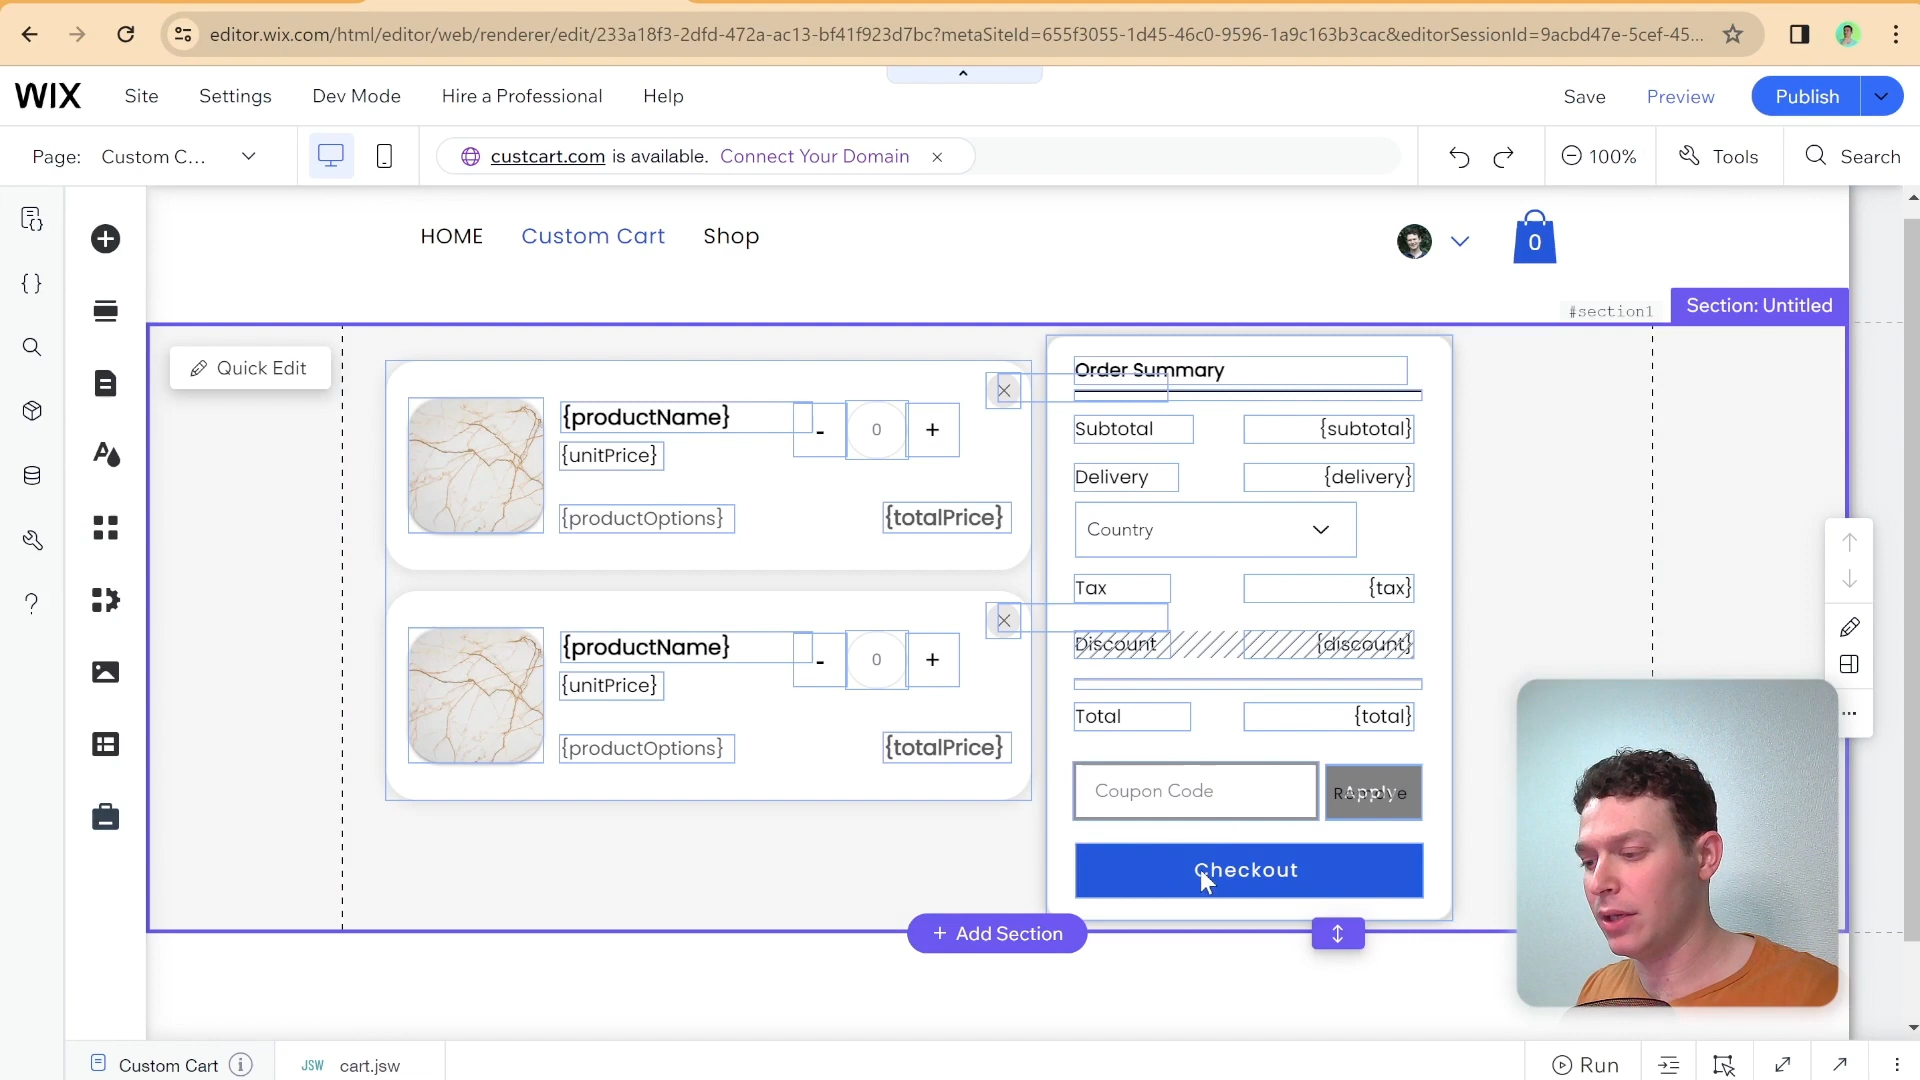 editor.wix.com/html/editor/web/renderer/edit/233a18f3-2dfd-472a-ac13-bf41f923d7bc?metaSiteId=655f3055-1d45-46c0-9596-1a9c163b3cac&editorSessionId=9acbd47e-5cef-45...
WIX Site Settings Dev Mode Hire a Professional Help Save Preview Publish
Page: Custom C... custcart.com is available. Connect Your Domain 100% Tools Search
HOME Custom Cart Shop 0
#section1 Section: Untitled
Quick Edit
{productName} - 0 +
{unitPrice}
{productOptions} {totalPrice}
{productName} - 0 +
{unitPrice}
{productOptions} {totalPrice}
Order Summary
Subtotal {subtotal}
Delivery {delivery}
Country
Tax {tax}
Discount {discount}
Total {total}
Coupon Code Apply Remove
Checkout
+ Add Section
Custom Cart JSW cart.jsw Run